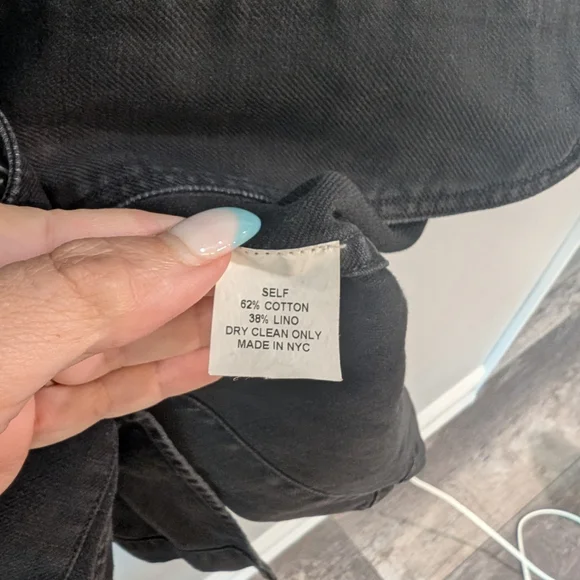 SELF
62% COTTON
38% LINO
DRY CLEAN ONLY
MADE IN NYC